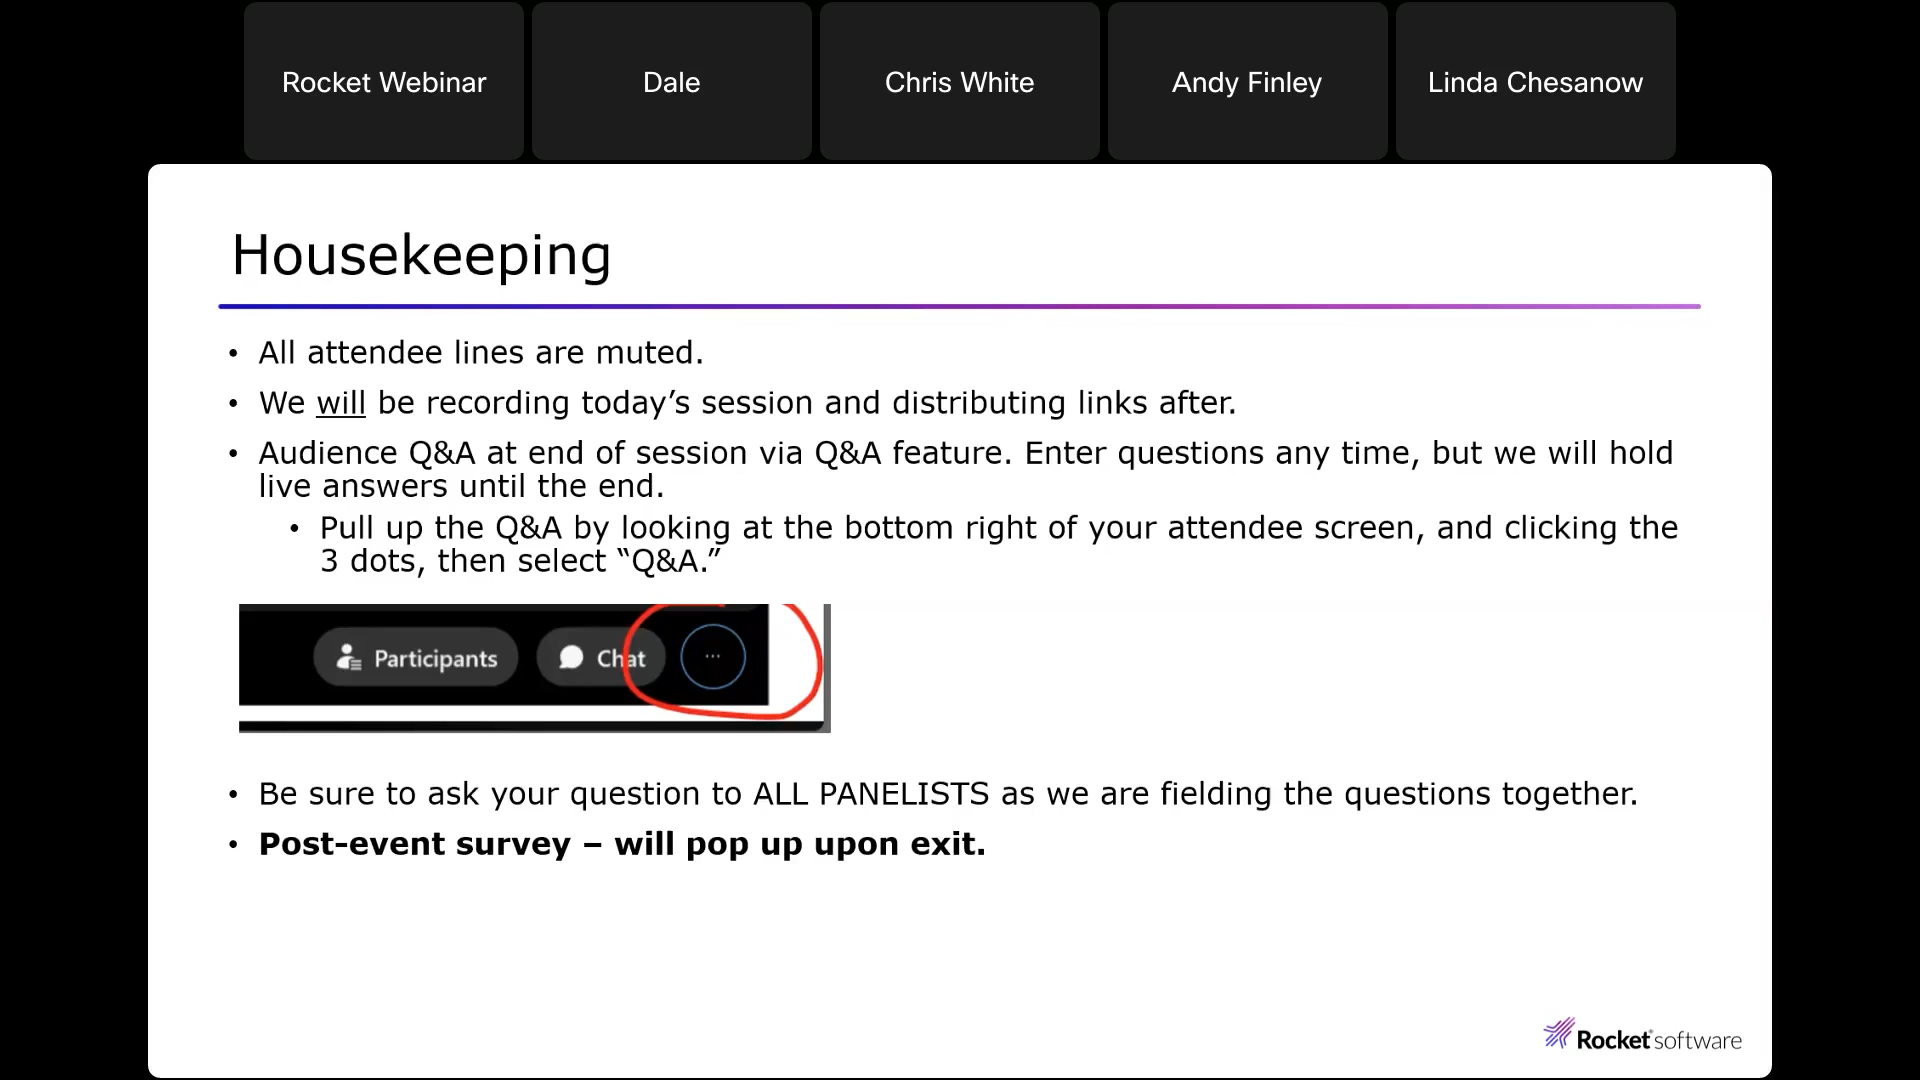 Rocket Webinar
Dale
Chris White
Andy Finley
Linda Chesanow
Housekeeping
• All attendee lines are muted.
• We will be recording today’s session and distributing links after.
• Audience Q&A at end of session via Q&A feature. Enter questions any time, but we will hold
live answers until the end.
• Pull up the Q&A by looking at the bottom right of your attendee screen, and clicking the
3 dots, then select “Q&A.”
Participants
Chat
...
• Be sure to ask your question to ALL PANELISTS as we are fielding the questions together.
• Post-event survey – will pop up upon exit.
Rocket software